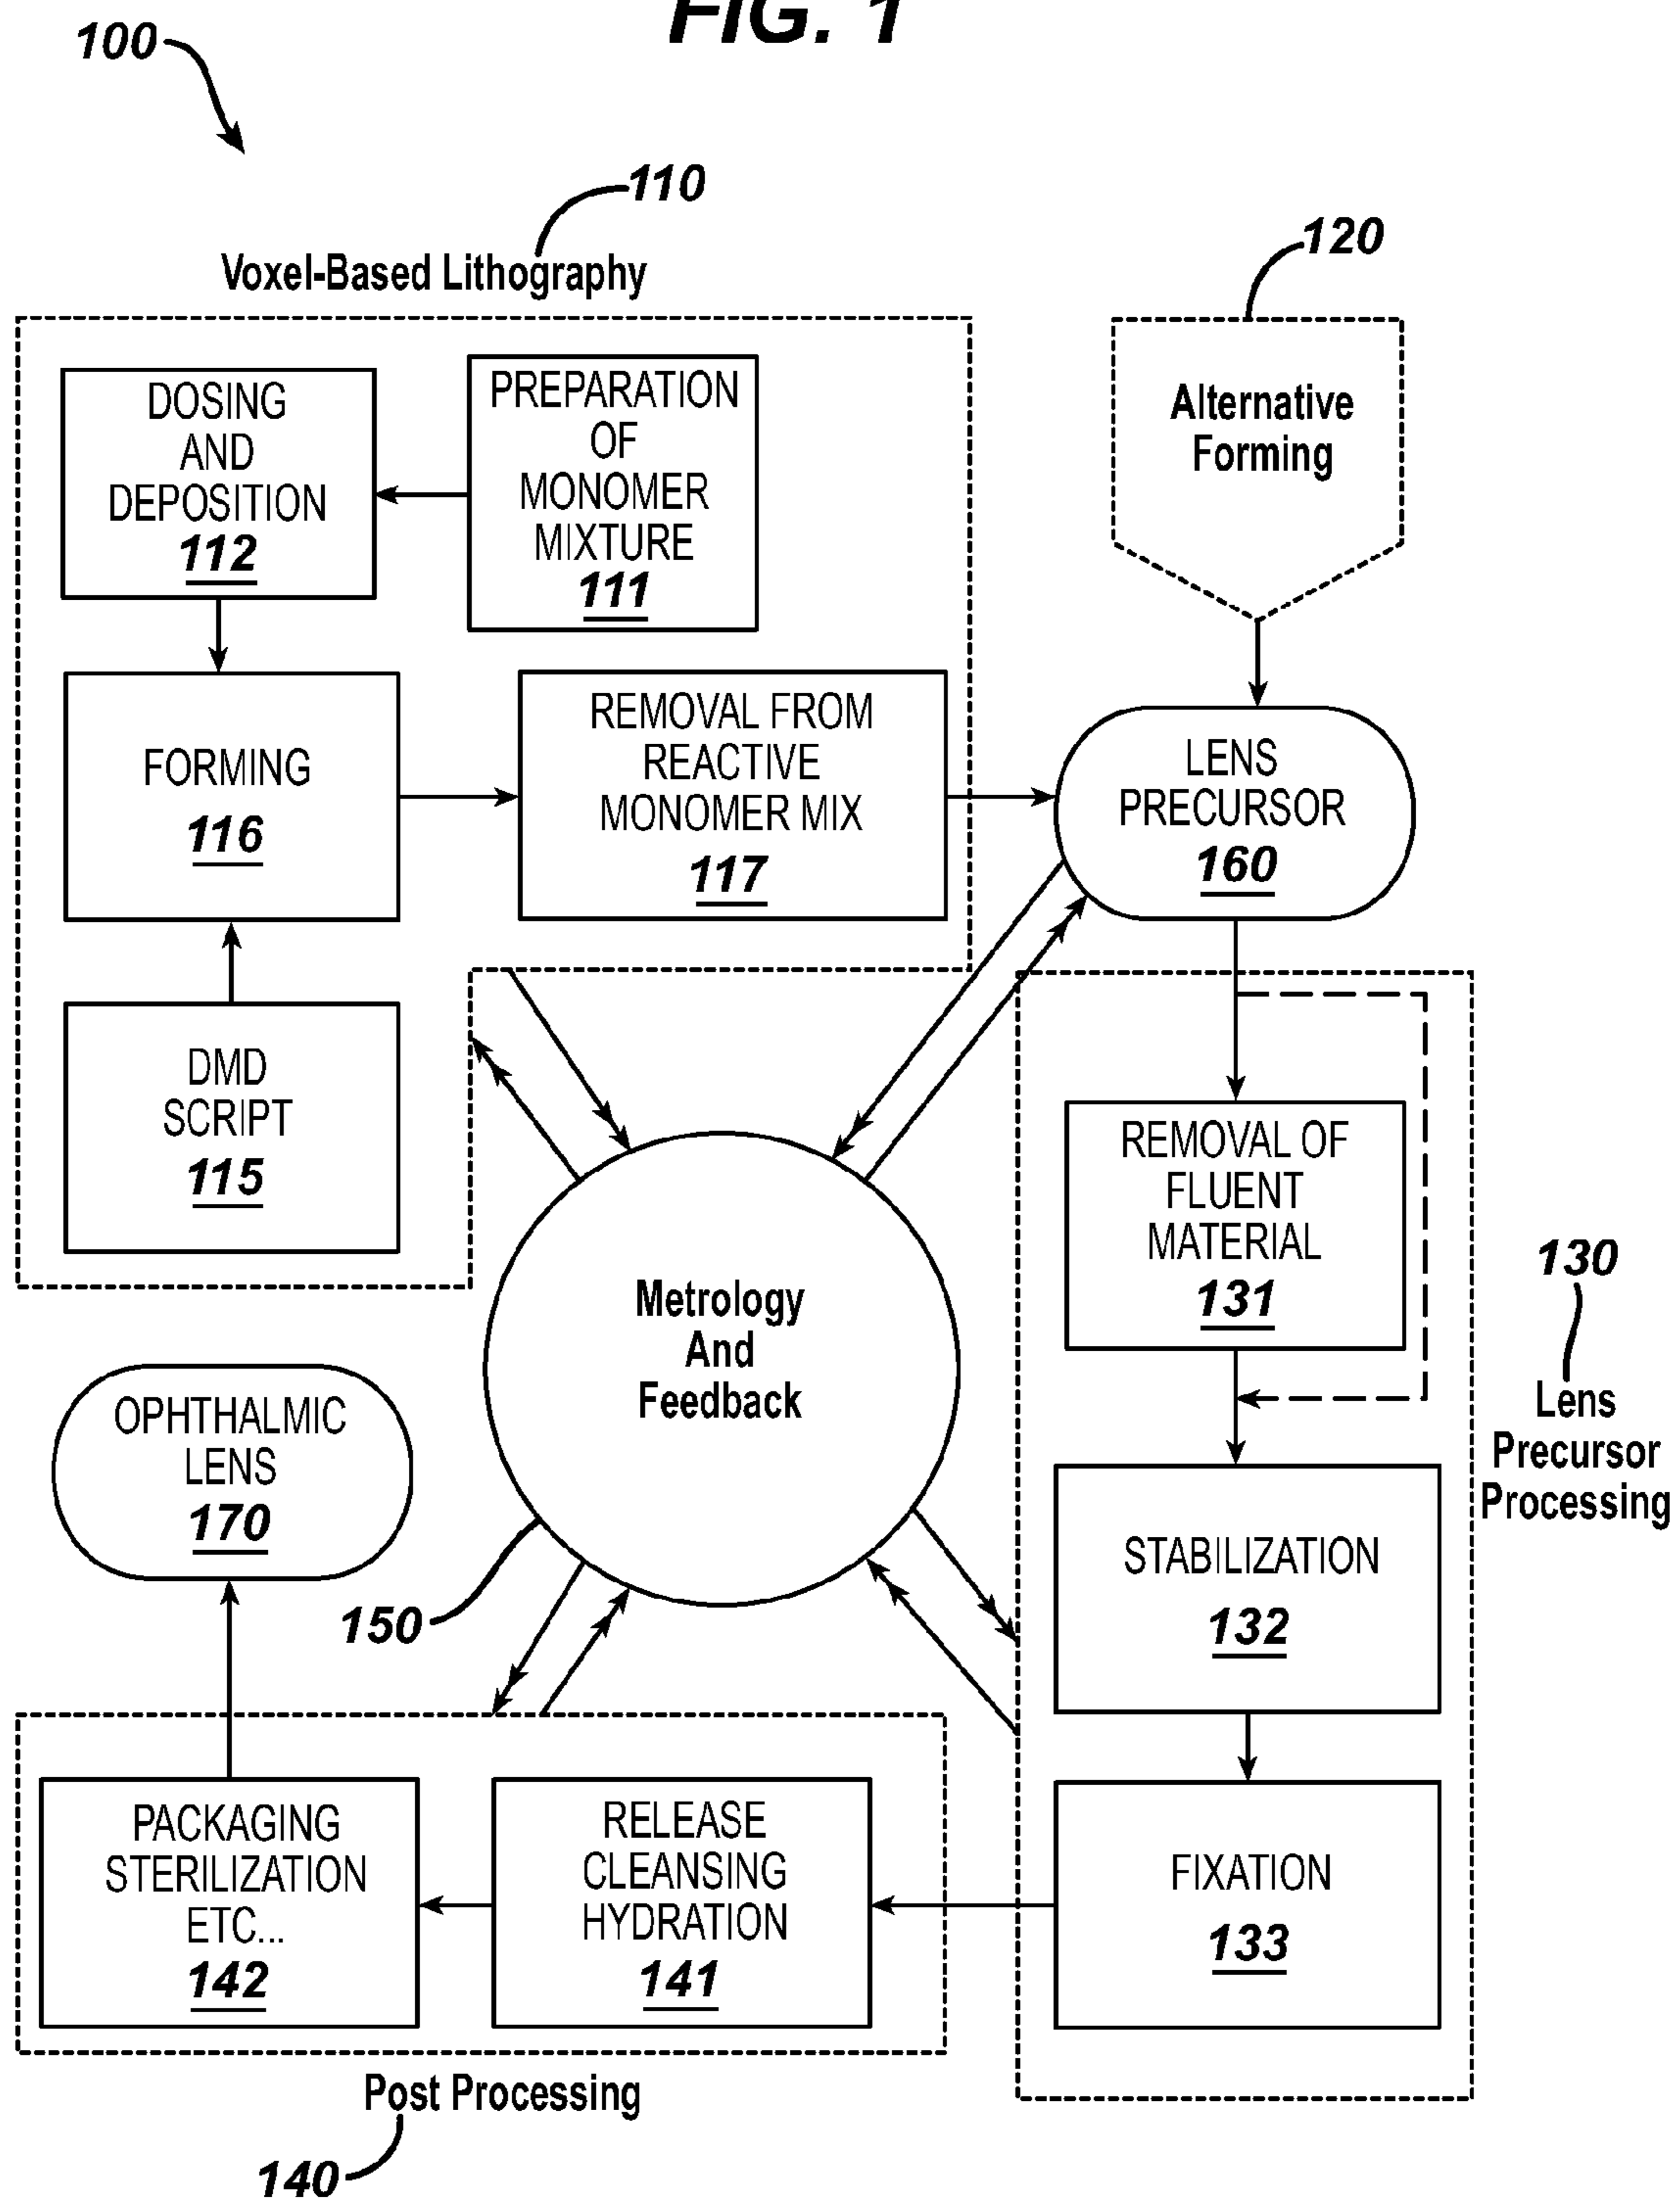 FIG. 1
100
110
Voxel-Based Lithography
120
DOSING
AND
DEPOSITION
112
PREPARATION
OF
MONOMER
MIXTURE
111
Alternative
Forming
FORMING
116
REMOVAL FROM
REACTIVE
MONOMER MIX
117
LENS
PRECURSOR
160
DMD
SCRIPT
115
REMOVAL OF
FLUENT
MATERIAL
131
130
Lens
Precursor
Processing
Metrology
And
Feedback
150
OPHTHALMIC
LENS
170
STABILIZATION
132
PACKAGING
STERILIZATION
ETC...
142
RELEASE
CLEANSING
HYDRATION
141
FIXATION
133
Post Processing
140